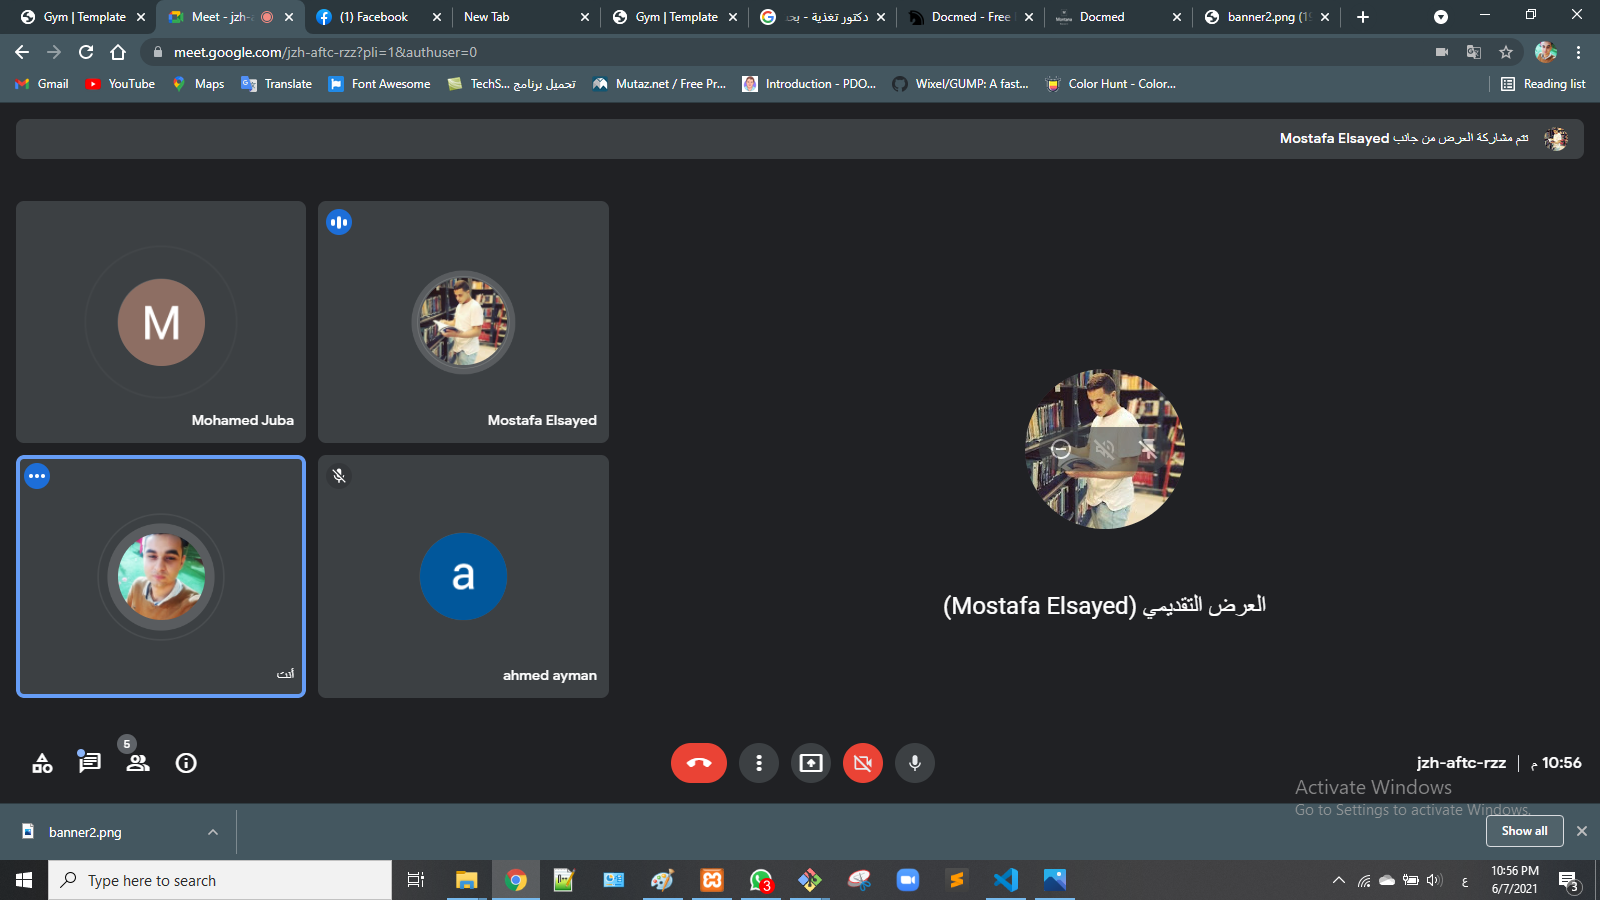 Gym | Template
Meet - jzh-a
(1) Facebook
New Tab
Gym | Template
دكتور تغذية - بحـ
Docmed - Free
Docmed
banner2.png (19
meet.google.com/jzh-aftc-rzz?pli=1&authuser=0
Gmail
YouTube
Maps
Translate
Font Awesome
TechS... تحميل برنامج
Mutaz.net / Free Pr...
Introduction - PDO...
Wixel/GUMP: A fast...
Color Hunt - Color...
Reading list
تتم مشاركة العرض من جانب Mostafa Elsayed
M
Mohamed Juba
Mostafa Elsayed
أنت
a
ahmed ayman
العرض التقديمي (Mostafa Elsayed)
5
jzh-aftc-rzz | 10:56 م
Activate Windows
Go to Settings to activate Windows.
banner2.png
Show all
Type here to search
3
ع
10:56 PM
6/7/2021
3